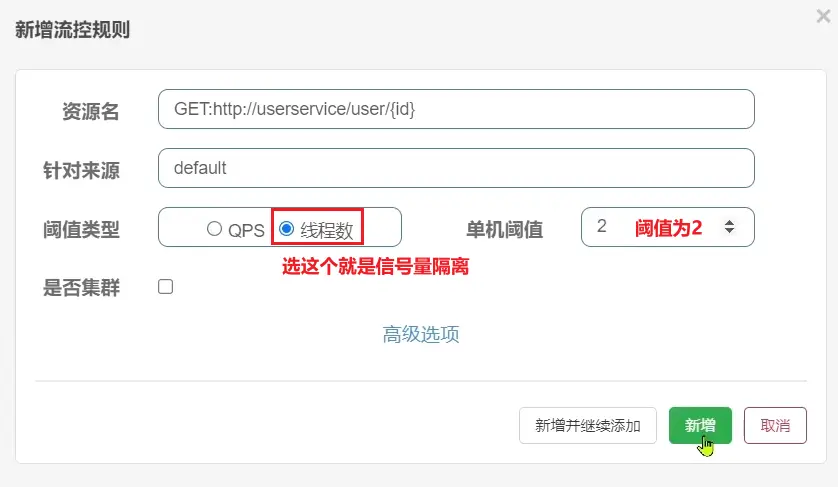 新增流控规则
×
资源名 GET:http://userservice/user/{id}
针对来源 default
阈值类型 QPS 线程数 单机阈值 2 阈值为2
选这个就是信号量隔离
是否集群
高级选项
新增并继续添加 新增 取消